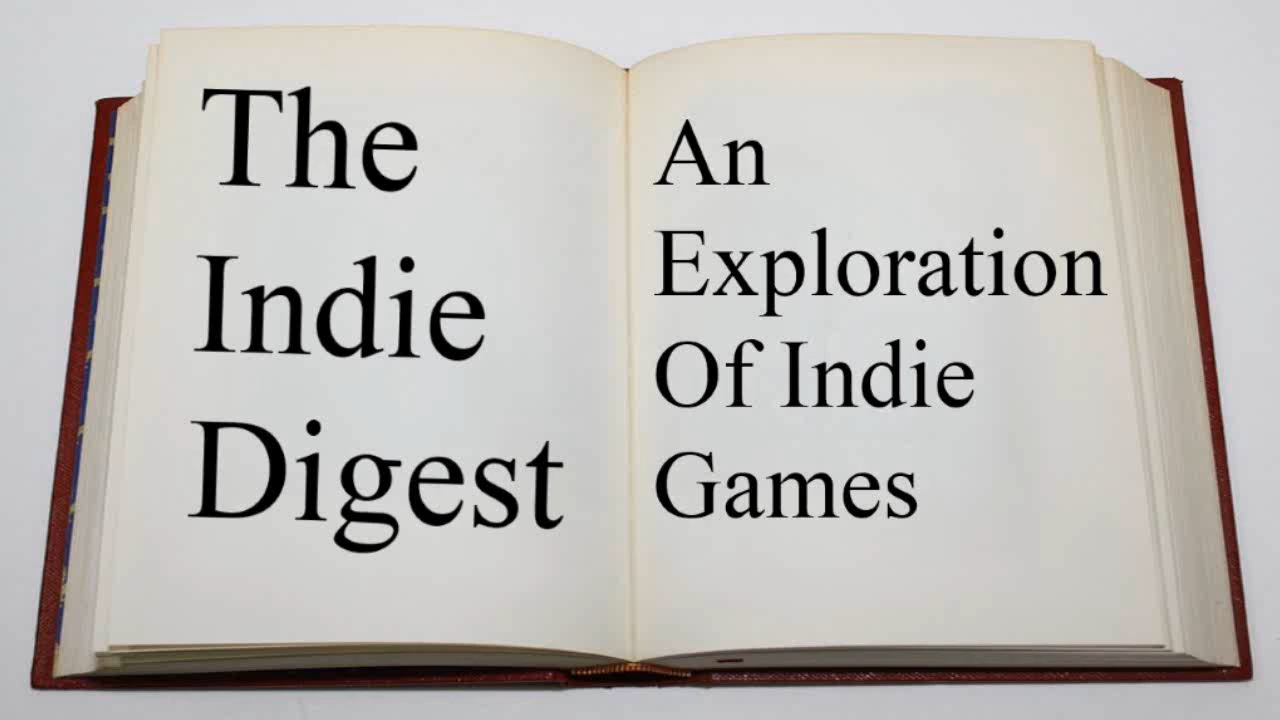 The
Indie
Digest
An
Exploration
Of Indie
Games